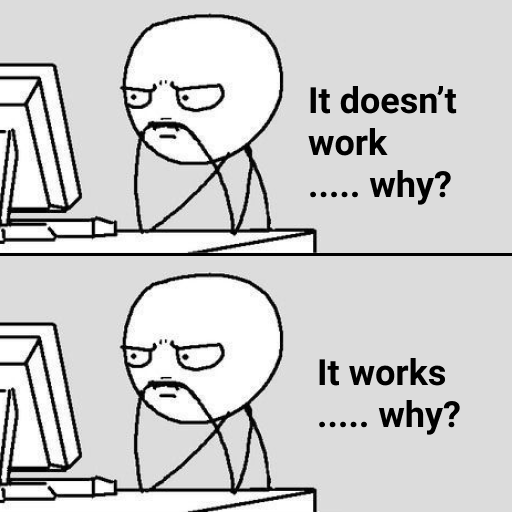 It doesn't
work
..... why?
It works
..... why?